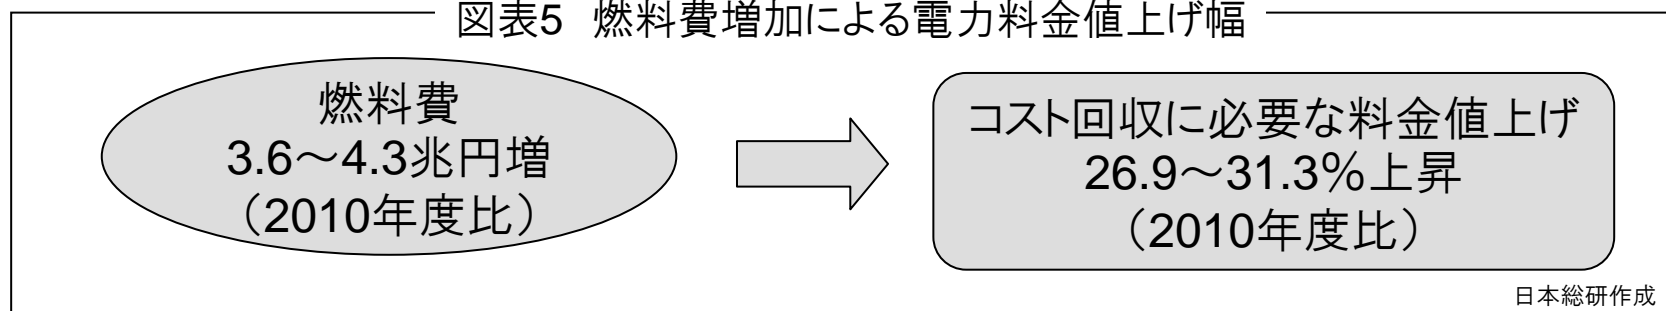 図表5 燃料費増加による電力料金値上げ幅
燃料費
3.6～4.3兆円増
（2010年度比）
コスト回収に必要な料金値上げ
26.9～31.3％上昇
（2010年度比）
日本総研作成